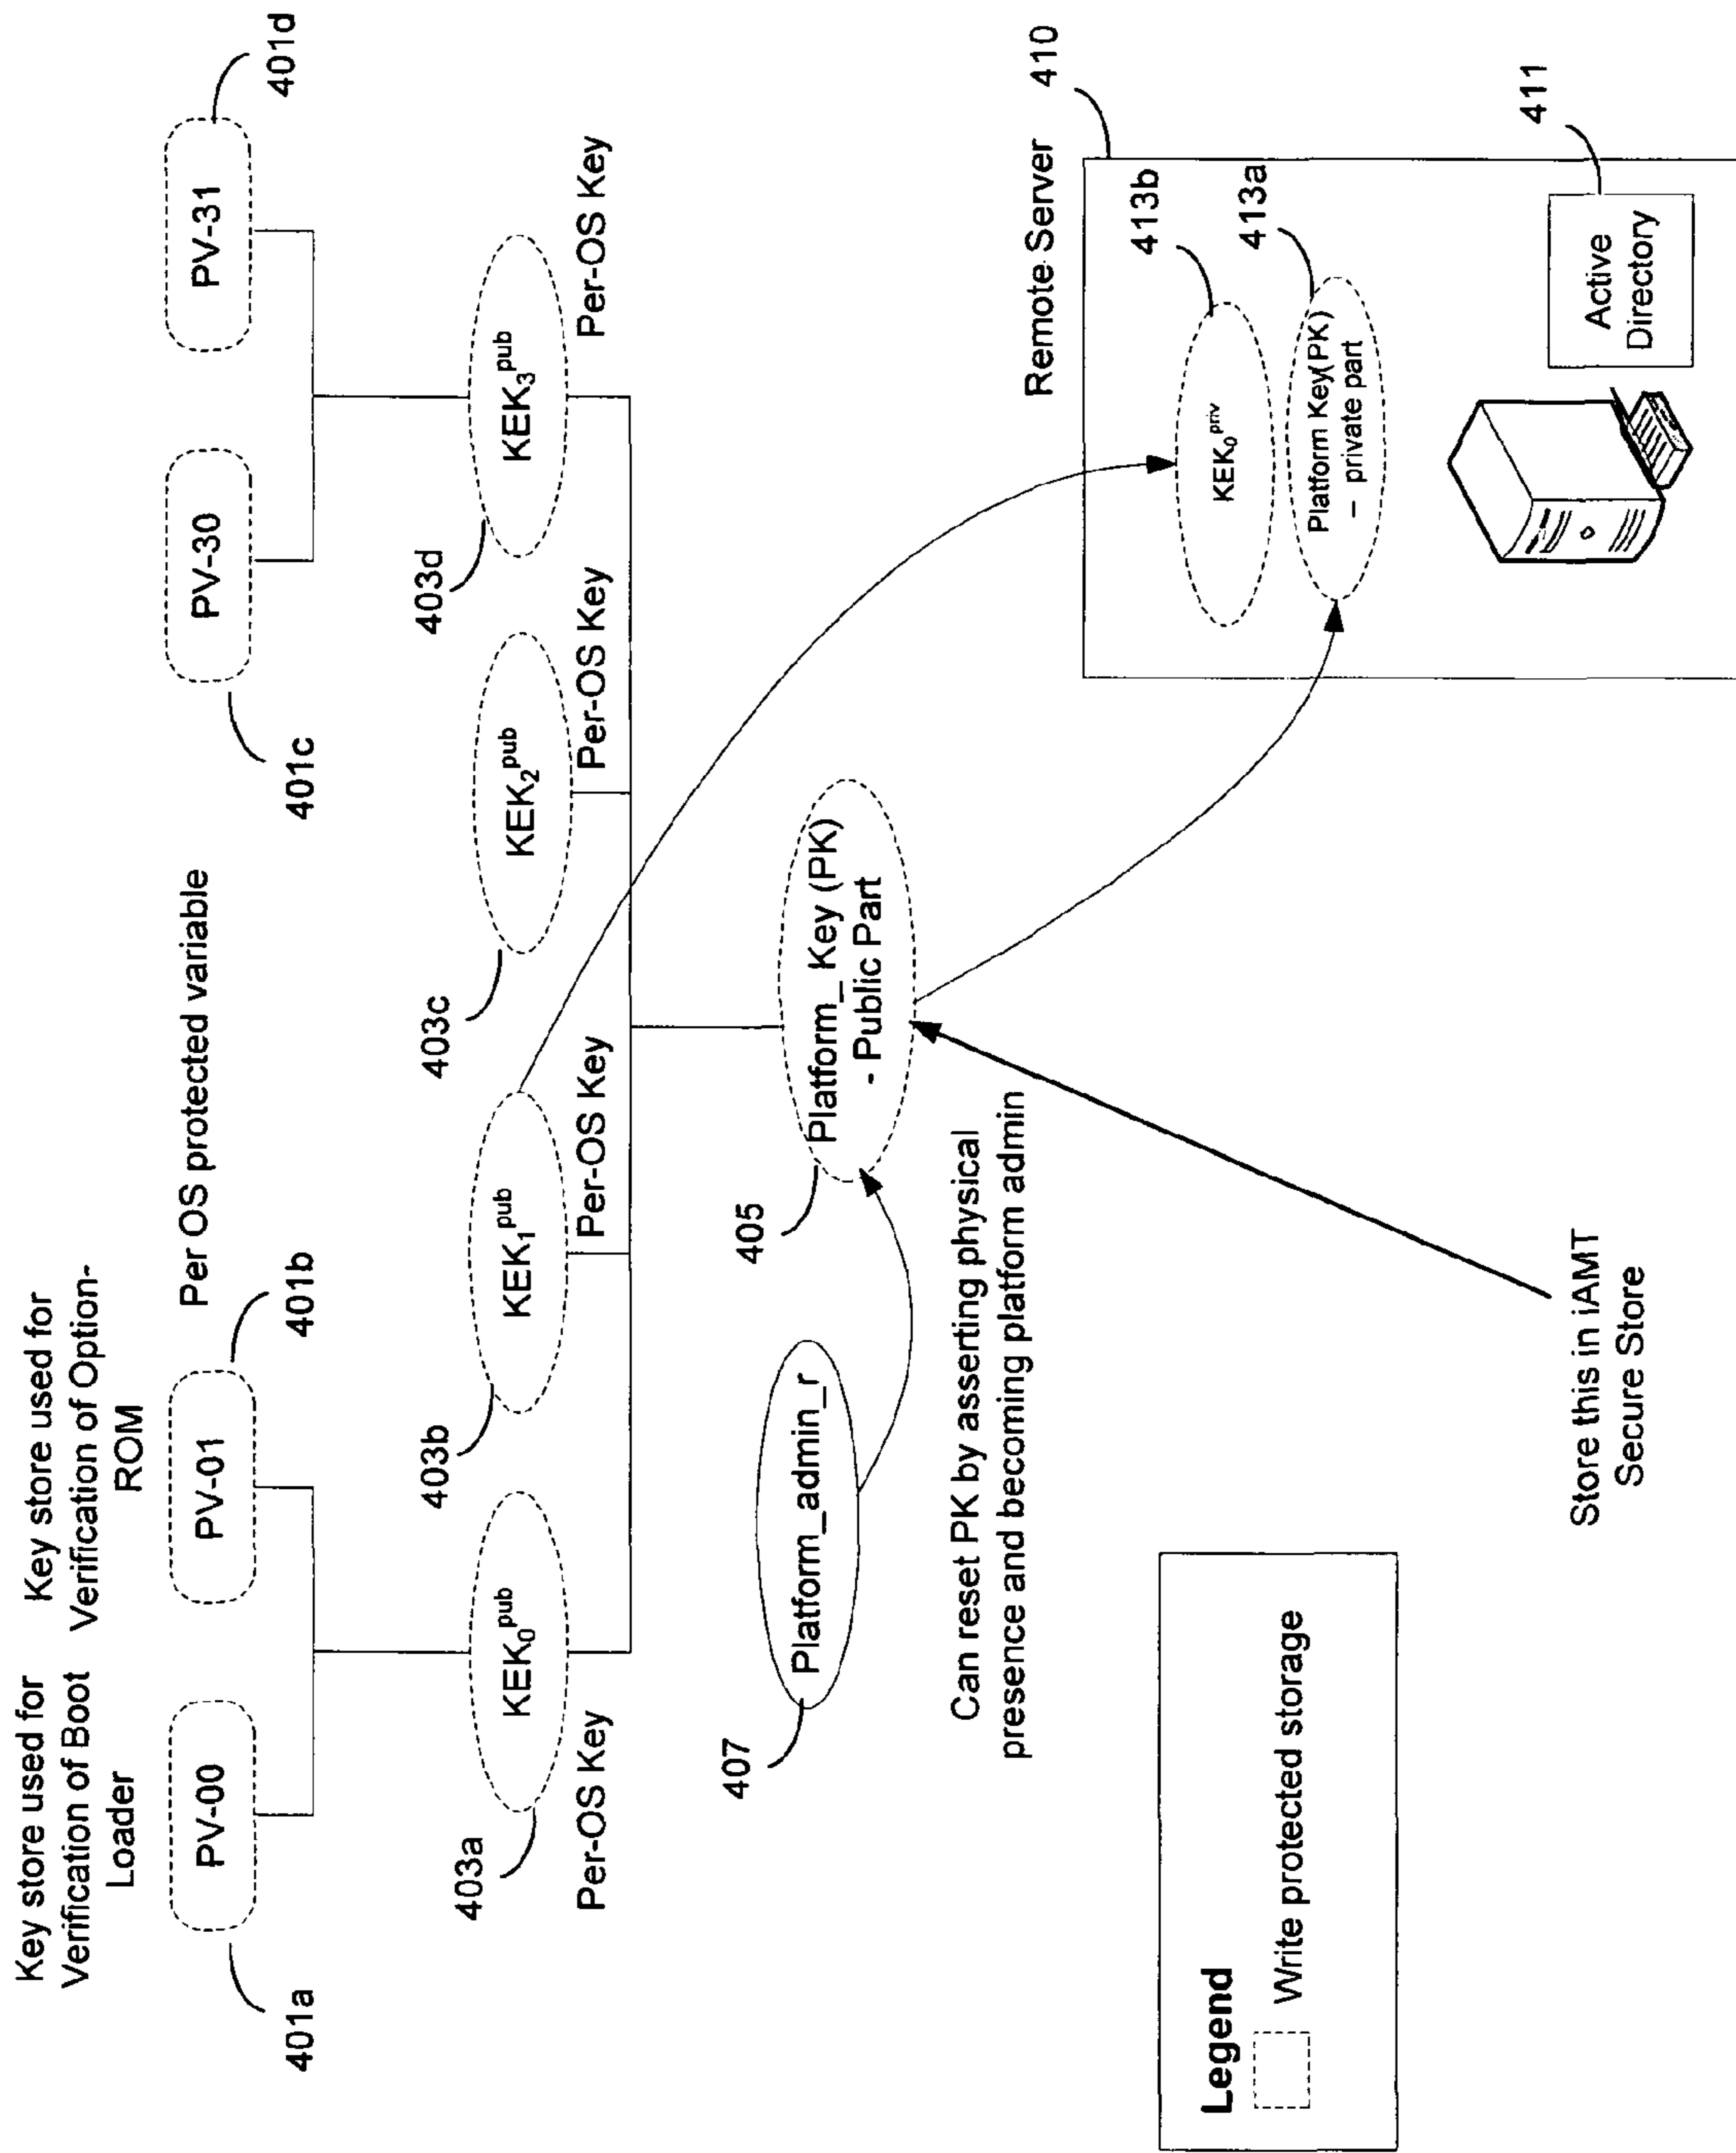 Key store used for
Verification of Boot
Loader
Key store used for
Verification of Option-
ROM
Per OS protected variable
401a
PV-00
PV-01
401b
401c
PV-30
PV-31
401d
403a
KEK₀ᵖᵘᵇ
Per-OS Key
403b
KEK₁ᵖᵘᵇ
Per-OS Key
403c
KEK₂ᵖᵘᵇ
Per-OS Key
403d
KEK₃ᵖᵘᵇ
Per-OS Key
407
Platform_admin_r
405
Platform_Key (PK)
- Public Part
Can reset PK by asserting physical
presence and becoming platform admin
Remote Server
410
413b
KEK₀ᵖʳⁱᵛ
413a
Platform Key(PK)
– private part
411
Active
Directory
Store this in iAMT
Secure Store
Legend
Write protected storage